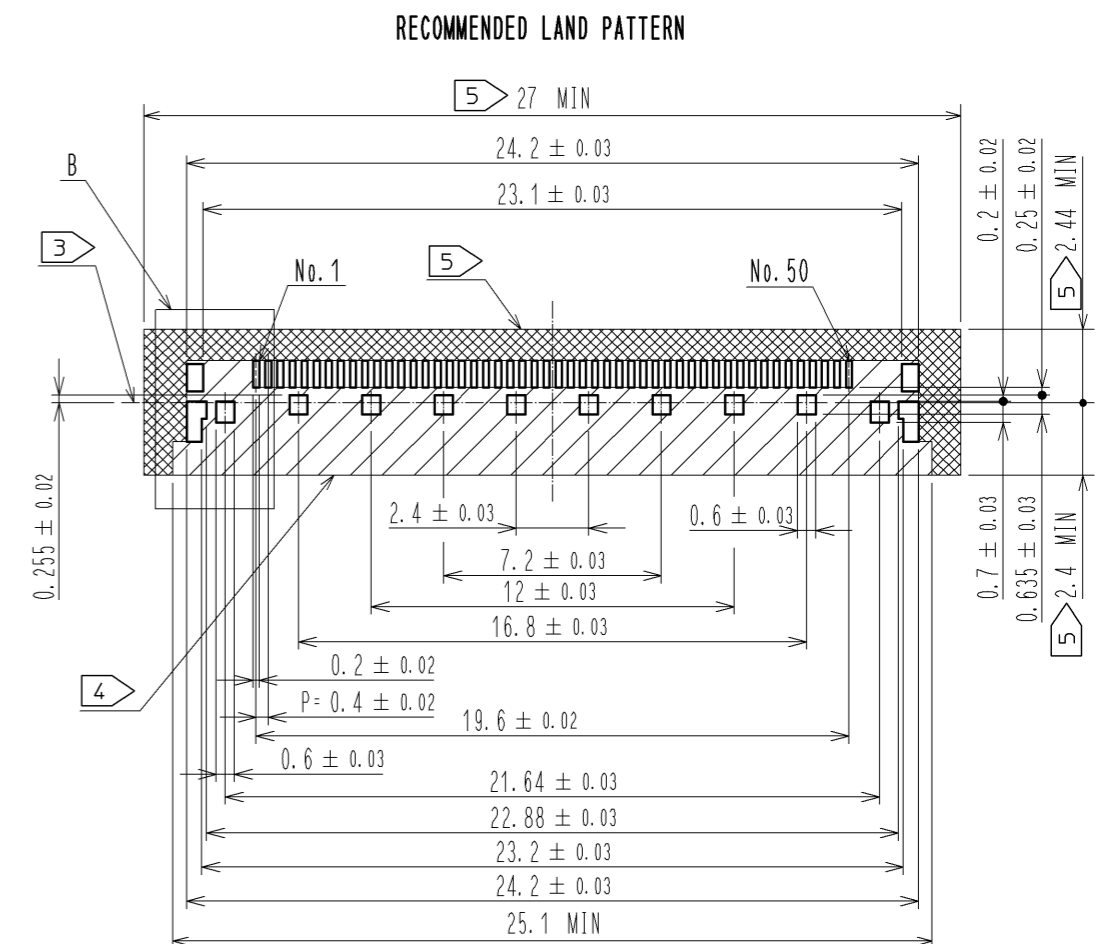 RECOMMENDED LAND PATTERN
5 27 MIN
24.2 ± 0.03
23.1 ± 0.03
B
3
No. 1
5
No. 50
0.2 ± 0.02
0.25 ± 0.02
5 2.44 MIN
0.255 ± 0.02
2.4 ± 0.03
0.6 ± 0.03
7.2 ± 0.03
12 ± 0.03
16.8 ± 0.03
0.7 ± 0.03
0.635 ± 0.03
5 2.4 MIN
4
0.2 ± 0.02
P= 0.4 ± 0.02
19.6 ± 0.02
0.6 ± 0.03
21.64 ± 0.03
22.88 ± 0.03
23.2 ± 0.03
24.2 ± 0.03
25.1 MIN